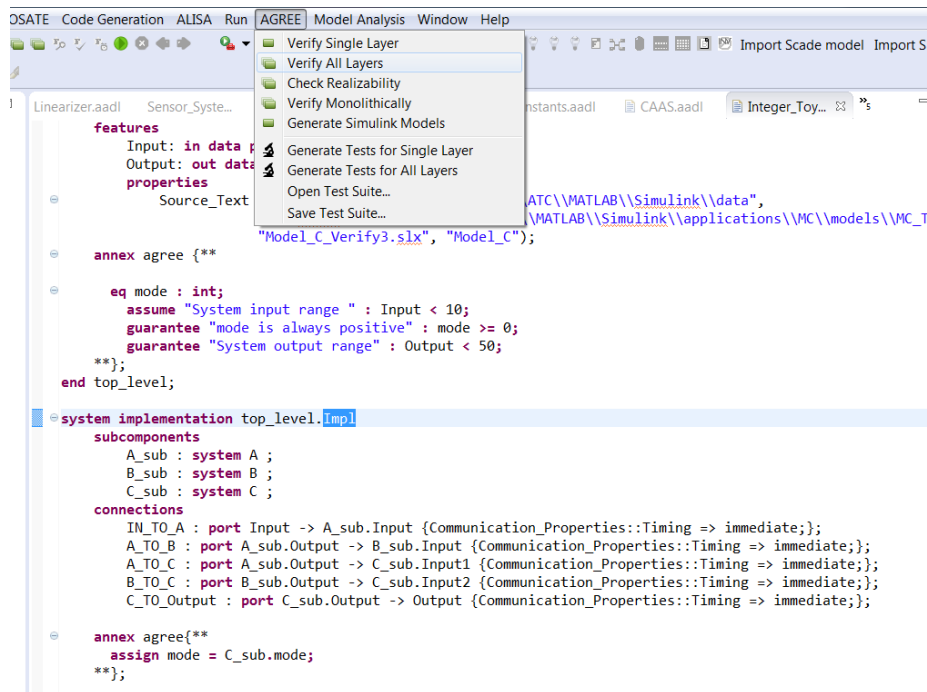 OSATE Code Generation ALISA Run AGREE Model Analysis Window Help
Import Scade model Import S
Verify Single Layer
Verify All Layers
Check Realizability
Verify Monolithically
Generate Simulink Models
Generate Tests for Single Layer
Generate Tests for All Layers
Open Test Suite...
Save Test Suite...
Linearizer.aadl Sensor_Syste... nstants.aadl CAAS.aadl Integer_Toy... »5
features
Input: in data p
Output: out data
properties
Source_Text ATC\\MATLAB\\Simulink\\data",
\\MATLAB\\Simulink\\applications\\MC\\models\\MC_T
"Model_C_Verify3.slx", "Model_C");
annex agree {**
eq mode : int;
assume "System input range " : Input < 10;
guarantee "mode is always positive" : mode >= 0;
guarantee "System output range" : Output < 50;
**};
end top_level;
system implementation top_level.Impl
subcomponents
A_sub : system A ;
B_sub : system B ;
C_sub : system C ;
connections
IN_TO_A : port Input -> A_sub.Input {Communication_Properties::Timing => immediate;};
A_TO_B : port A_sub.Output -> B_sub.Input {Communication_Properties::Timing => immediate;};
A_TO_C : port A_sub.Output -> C_sub.Input1 {Communication_Properties::Timing => immediate;};
B_TO_C : port B_sub.Output -> C_sub.Input2 {Communication_Properties::Timing => immediate;};
C_TO_Output : port C_sub.Output -> Output {Communication_Properties::Timing => immediate;};
annex agree{**
assign mode = C_sub.mode;
**};